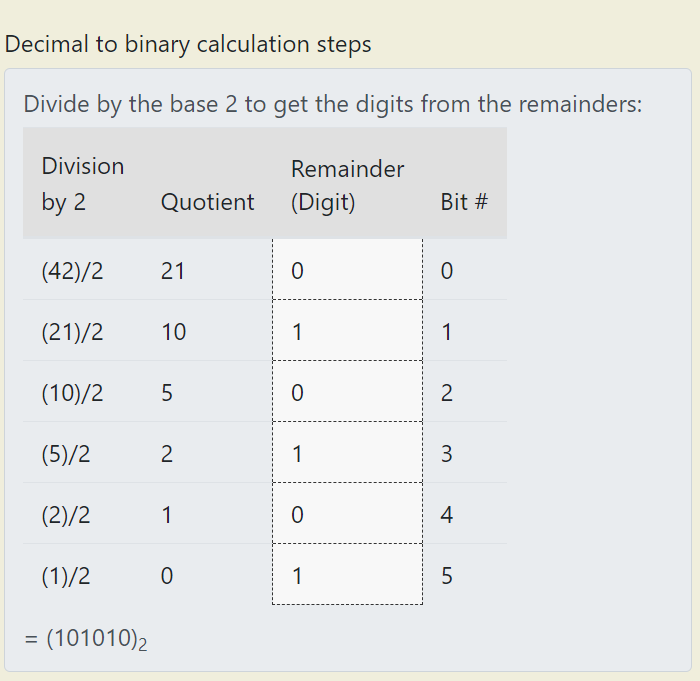 Decimal to binary calculation steps
Divide by the base 2 to get the digits from the remainders:
Division by 2 Quotient Remainder (Digit) Bit #
(42)/2 21 0 0
(21)/2 10 1 1
(10)/2 5 0 2
(5)/2 2 1 3
(2)/2 1 0 4
(1)/2 0 1 5
= (101010)₂